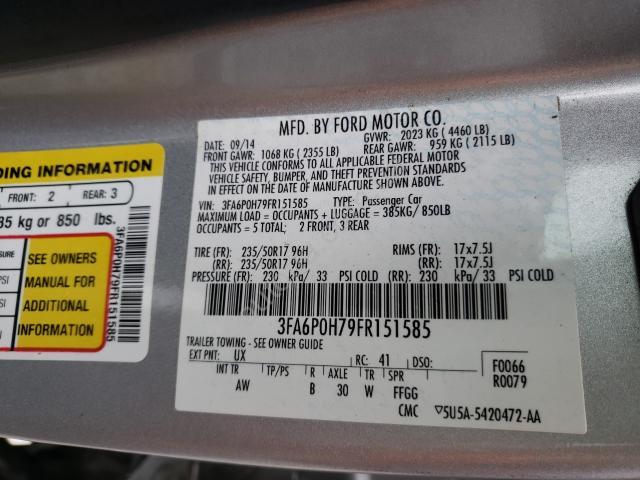 DING INFORMATION
FRONT: 2 REAR: 3
85 kg or 850 lbs.
SEE OWNERS
MANUAL FOR
ADDITIONAL
INFORMATION
3FA6P0H79FR151585
MFD. BY FORD MOTOR CO.
DATE: 09/14 GVWR: 2023 KG ( 4460 LB)
FRONT GAWR: 1068 KG ( 2355 LB) REAR GAWR: 959 KG ( 2115 LB)
THIS VEHICLE CONFORMS TO ALL APPLICABLE FEDERAL MOTOR
VEHICLE SAFETY, BUMPER, AND THEFT PREVENTION STANDARDS
IN EFFECT ON THE DATE OF MANUFACTURE SHOWN ABOVE.
VIN: 3FA6P0H79FR151585 TYPE: Passenger Car
MAXIMUM LOAD = OCCUPANTS + LUGGAGE = 385KG/ 850LB
OCCUPANTS = 5 TOTAL; 2 FRONT, 3 REAR
TIRE (FR): 235/50R17 96H RIMS (FR): 17x7.5J
(RR): 235/50R17 96H (RR): 17x7.5J
PRESSURE (FR): 230 kPa/ 33 PSI COLD (RR): 230 kPa/ 33 PSI COLD
3FA6P0H79FR151585
TRAILER TOWING - SEE OWNER GUIDE
EXT PNT: UX RC: 41 DSO: F0066
R0079
INT TR TP/PS R AXLE TR SPR
AW B 30 W FFGG
CMC 5U5A-5420472-AA